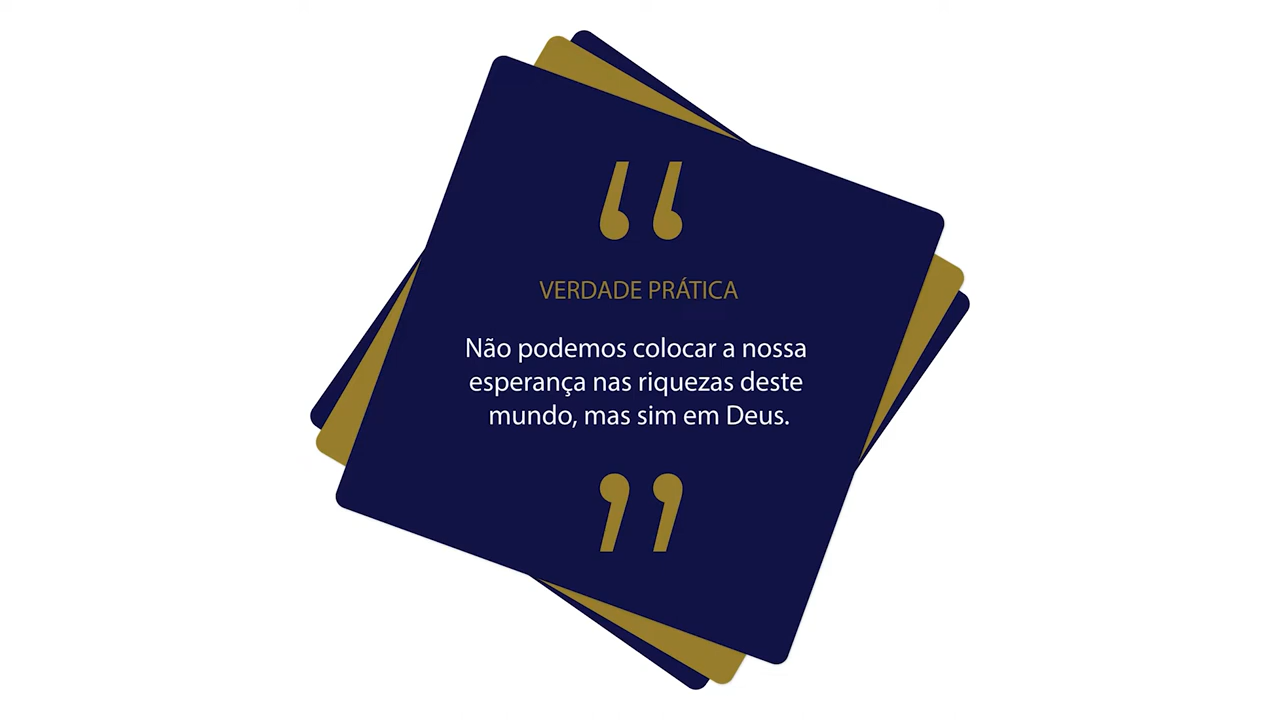 VERDADE PRÁTICA
Não podemos colocar a nossa
esperança nas riquezas deste
mundo, mas sim em Deus.